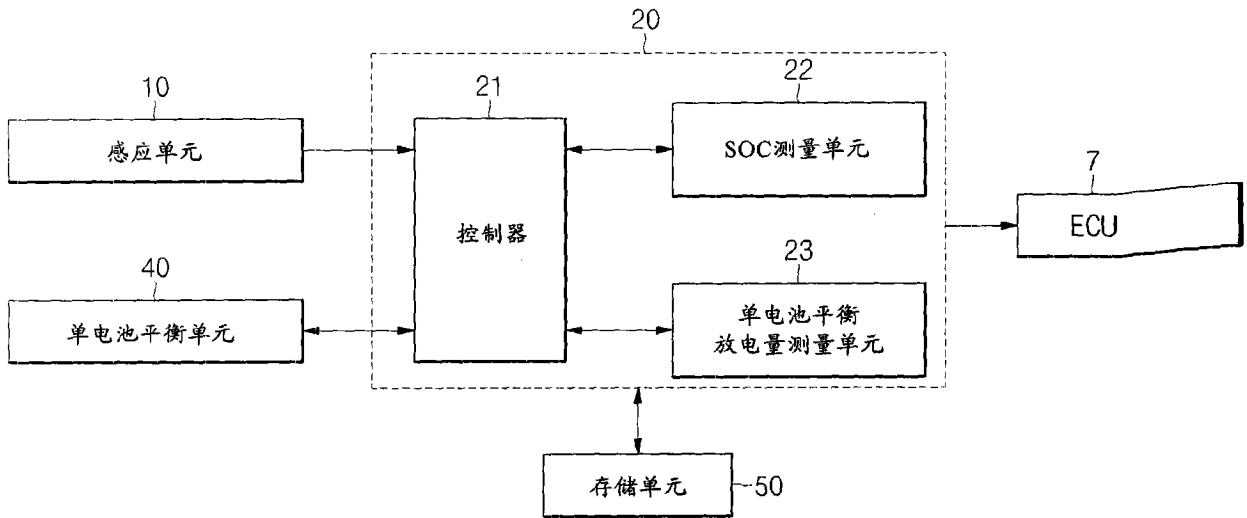 20
10
感应单元
21
控制器
22
SOC测量单元
7
ECU
40
单电池平衡单元
23
单电池平衡
放电量测量单元
存储单元
50